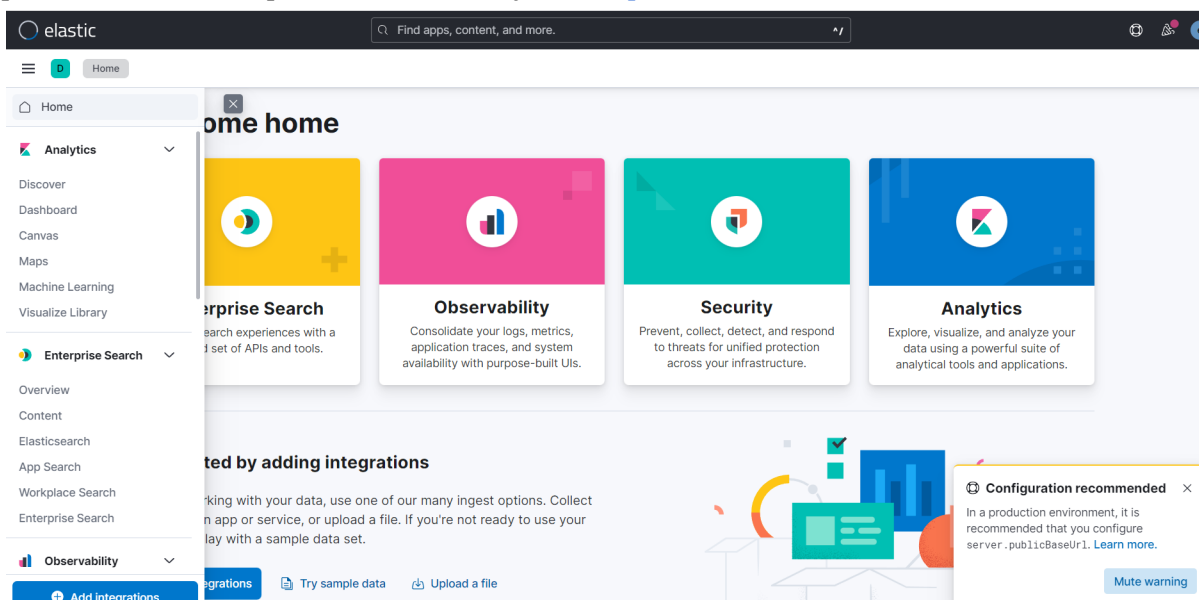 elastic
Find apps, content, and more.
^/
D
Home
Home
ome home
Analytics
Discover
Dashboard
Canvas
Maps
Machine Learning
Visualize Library
Enterprise Search
Overview
Content
Elasticsearch
App Search
Workplace Search
Enterprise Search
Observability
Add integrations
erprise Search
earch experiences with a
d set of APIs and tools.
Observability
Consolidate your logs, metrics,
application traces, and system
availability with purpose-built UIs.
Security
Prevent, collect, detect, and respond
to threats for unified protection
across your infrastructure.
Analytics
Explore, visualize, and analyze your
data using a powerful suite of
analytical tools and applications.
ted by adding integrations
rking with your data, use one of our many ingest options. Collect
n app or service, or upload a file. If you're not ready to use your
lay with a sample data set.
egrations
Try sample data
Upload a file
Configuration recommended
In a production environment, it is
recommended that you configure
server.publicBaseUrl. Learn more.
Mute warning